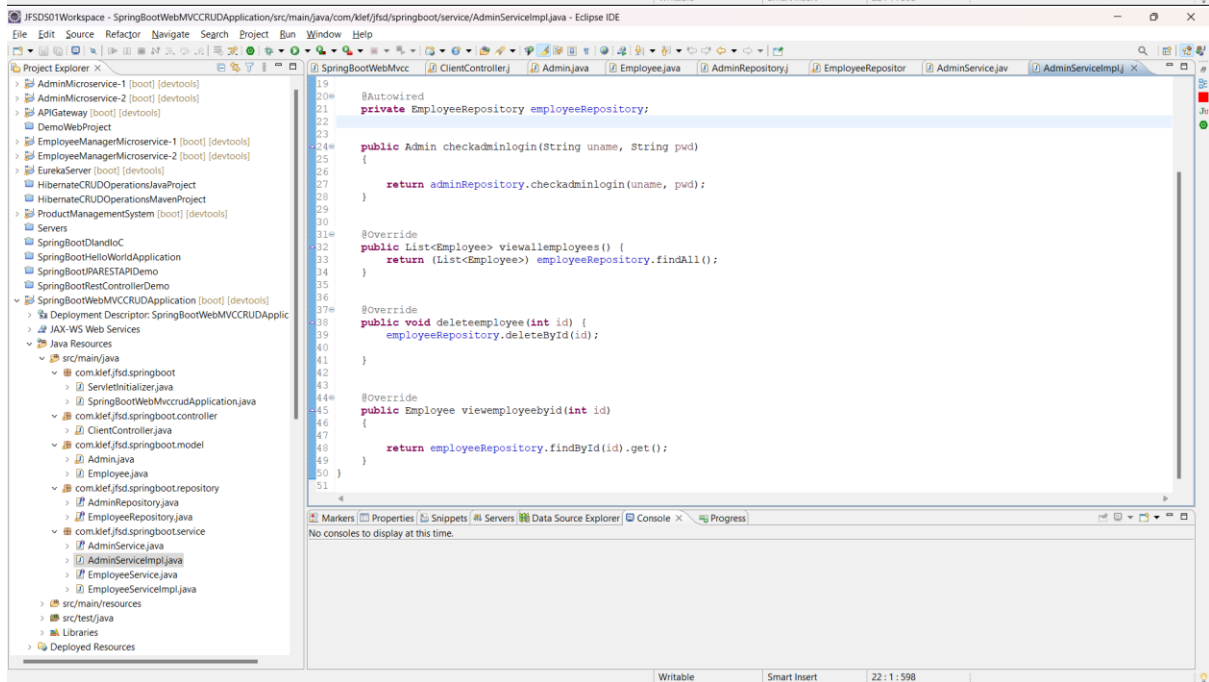 JFSDS01Workspace - SpringBootWebMVCCRUDApplication/src/main/java/com/klef/jfsd/springboot/service/AdminServiceImpl.java - Eclipse IDE
File Edit Source Refactor Navigate Search Project Run Window Help
Project Explorer
SpringBootWebMvcc ClientController.j Admin.java Employee.java AdminRepository.j EmployeeRepositor AdminService.jav AdminServiceImpl.j
AdminMicroservice-1 [boot] [devtools]
AdminMicroservice-2 [boot] [devtools]
APIGateway [boot] [devtools]
DemoWebProject
EmployeeManagerMicroservice-1 [boot] [devtools]
EmployeeManagerMicroservice-2 [boot] [devtools]
EurekaServer [boot] [devtools]
HibernateCRUDOperationsJavaProject
HibernateCRUDOperationsMavenProject
ProductManagementSystem [boot] [devtools]
Servers
SpringBootDIandIoC
SpringBootHelloWorldApplication
SpringBootJPARESTAPIDemo
SpringBootRestControllerDemo
SpringBootWebMVCCRUDApplication [boot] [devtools]
Deployment Descriptor: SpringBootWebMVCCRUDApplic
JAX-WS Web Services
Java Resources
src/main/java
com.klef.jfsd.springboot
ServletInitializer.java
SpringBootWebMvccrudApplication.java
com.klef.jfsd.springboot.controller
ClientController.java
com.klef.jfsd.springboot.model
Admin.java
Employee.java
com.klef.jfsd.springboot.repository
AdminRepository.java
EmployeeRepository.java
com.klef.jfsd.springboot.service
AdminService.java
AdminServiceImpl.java
EmployeeService.java
EmployeeServiceImpl.java
src/main/resources
src/test/java
Libraries
Deployed Resources
19
20 @Autowired
21 private EmployeeRepository employeeRepository;
22
23
24 public Admin checkadminlogin(String uname, String pwd)
25 {
26
27 return adminRepository.checkadminlogin(uname, pwd);
28 }
29
30
31 @Override
32 public List<Employee> viewallemployees() {
33 return (List<Employee>) employeeRepository.findAll();
34 }
35
36
37 @Override
38 public void deleteemployee(int id) {
39 employeeRepository.deleteById(id);
40
41 }
42
43
44 @Override
45 public Employee viewemployeebyid(int id)
46 {
47
48 return employeeRepository.findById(id).get();
49 }
50 }
51
Markers Properties Snippets Servers Data Source Explorer Console Progress
No consoles to display at this time.
Writable Smart Insert 22 : 1 : 598